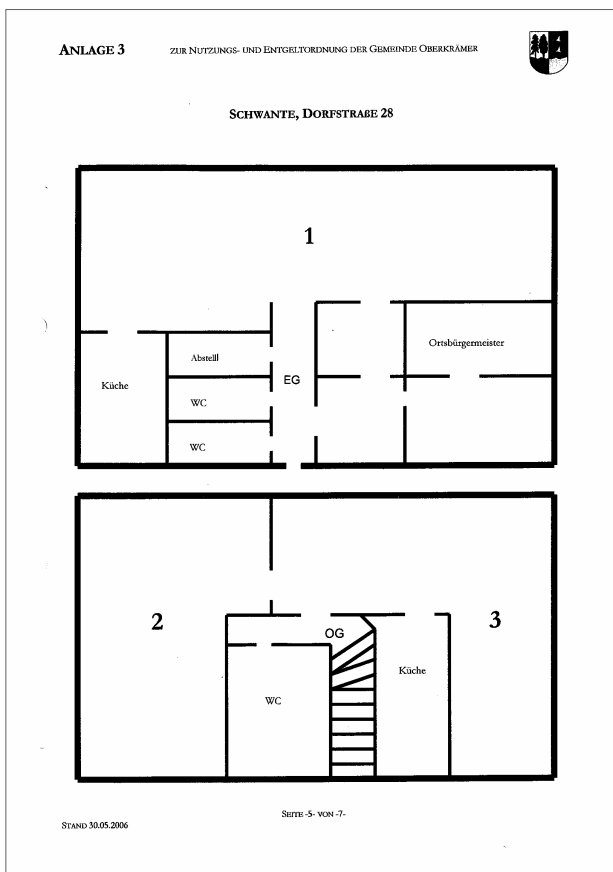 ANLAGE 3 ZUR NUTZUNGS- UND ENTGELTORDNUNG DER GEMEINDE OBERKRÄMER
SCHWANTE, DORFSTRAßE 28
1
Ortsbürgermeister
Abstelll
EG
Küche
WC
WC
2
3
OG
Küche
WC
SEITE -5- VON -7-
STAND 30.05.2006